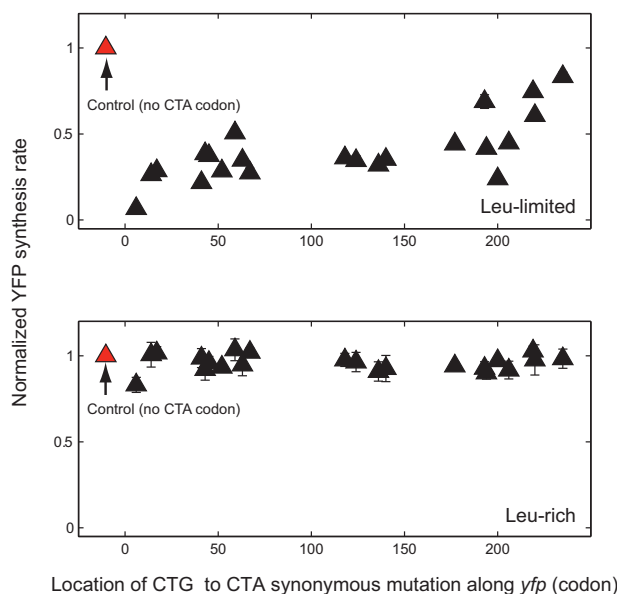 Normalized YFP synthesis rate
1
Control (no CTA codon)
0.5
0
Leu-limited
0 50 100 150 200
1
Control (no CTA codon)
0.5
0
Leu-rich
0 50 100 150 200
Location of CTG to CTA synonymous mutation along yfp (codon)